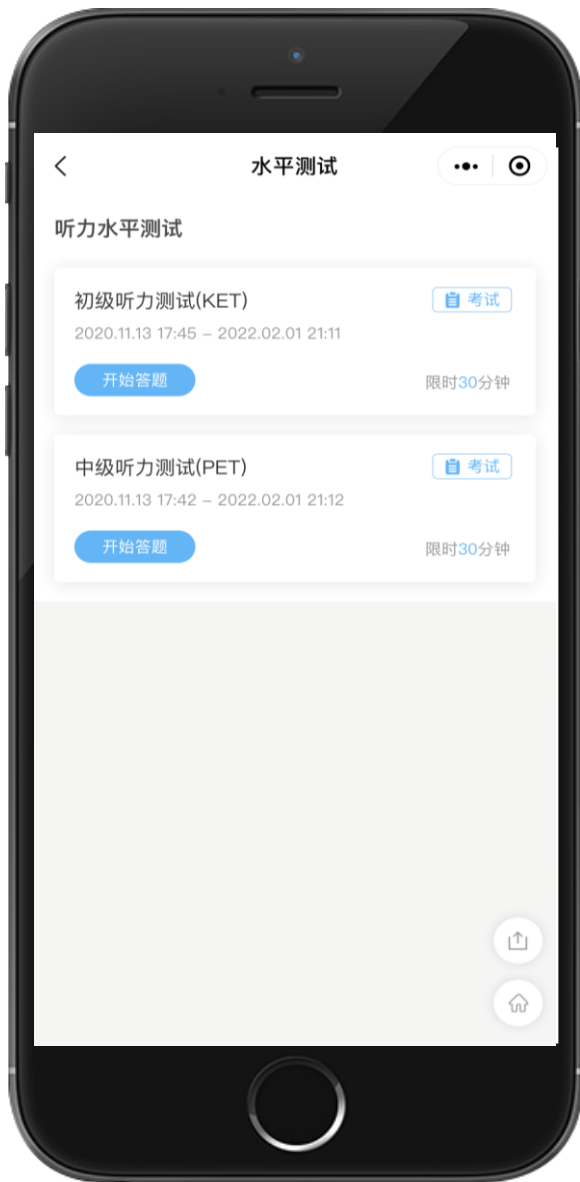 水平测试
听力水平测试
初级听力测试(KET)
考试
2020.11.13 17:45 – 2022.02.01 21:11
开始答题
限时30分钟
中级听力测试(PET)
考试
2020.11.13 17:42 – 2022.02.01 21:12
开始答题
限时30分钟